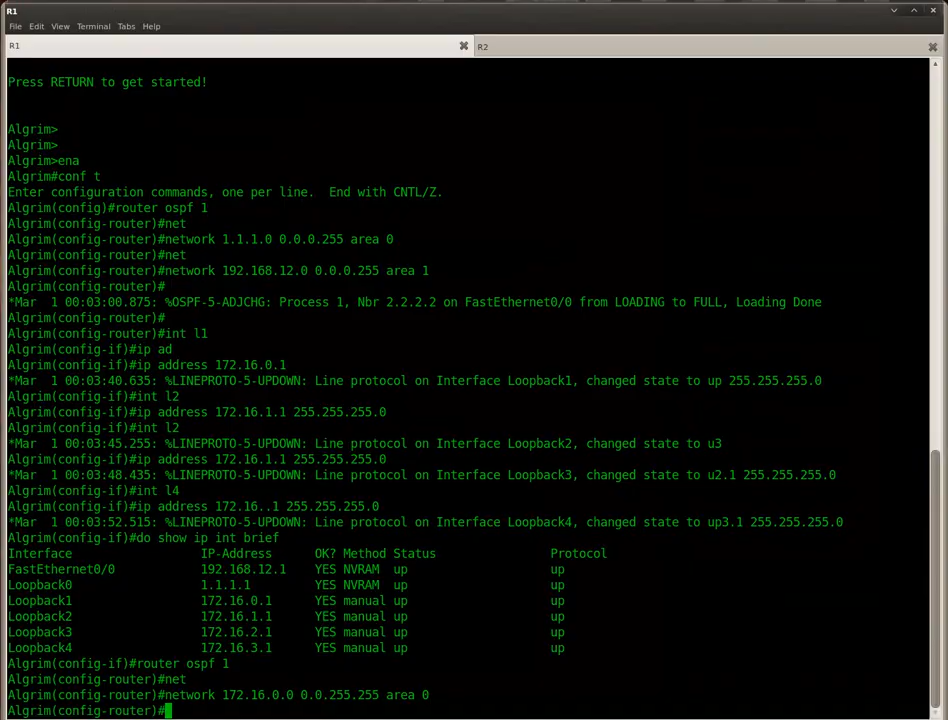 R1
File Edit View Terminal Tabs Help
R1
R2
Press RETURN to get started!
Algrim>
Algrim>
Algrim>ena
Algrim#conf t
Enter configuration commands, one per line.  End with CNTL/Z.
Algrim(config)#router ospf 1
Algrim(config-router)#net
Algrim(config-router)#network 1.1.1.0 0.0.0.255 area 0
Algrim(config-router)#net
Algrim(config-router)#network 192.168.12.0 0.0.0.255 area 1
Algrim(config-router)#
*Mar  1 00:03:00.875: %OSPF-5-ADJCHG: Process 1, Nbr 2.2.2.2 on FastEthernet0/0 from LOADING to FULL, Loading Done
Algrim(config-router)#
Algrim(config-router)#int l1
Algrim(config-if)#ip ad
Algrim(config-if)#ip address 172.16.0.1
*Mar  1 00:03:40.635: %LINEPROTO-5-UPDOWN: Line protocol on Interface Loopback1, changed state to up 255.255.255.0
Algrim(config-if)#int l2
Algrim(config-if)#ip address 172.16.1.1 255.255.255.0
Algrim(config-if)#int l2
*Mar  1 00:03:45.255: %LINEPROTO-5-UPDOWN: Line protocol on Interface Loopback2, changed state to u3
Algrim(config-if)#ip address 172.16.1.1 255.255.255.0
*Mar  1 00:03:48.435: %LINEPROTO-5-UPDOWN: Line protocol on Interface Loopback3, changed state to u2.1 255.255.255.0
Algrim(config-if)#int l4
Algrim(config-if)#ip address 172.16..1 255.255.255.0
*Mar  1 00:03:52.515: %LINEPROTO-5-UPDOWN: Line protocol on Interface Loopback4, changed state to up3.1 255.255.255.0
Algrim(config-if)#do show ip int brief
Interface                  IP-Address      OK? Method Status                Protocol
FastEthernet0/0            192.168.12.1    YES NVRAM  up                    up
Loopback0                  1.1.1.1         YES NVRAM  up                    up
Loopback1                  172.16.0.1      YES manual up                    up
Loopback2                  172.16.1.1      YES manual up                    up
Loopback3                  172.16.2.1      YES manual up                    up
Loopback4                  172.16.3.1      YES manual up                    up
Algrim(config-if)#router ospf 1
Algrim(config-router)#net
Algrim(config-router)#network 172.16.0.0 0.0.255.255 area 0
Algrim(config-router)#